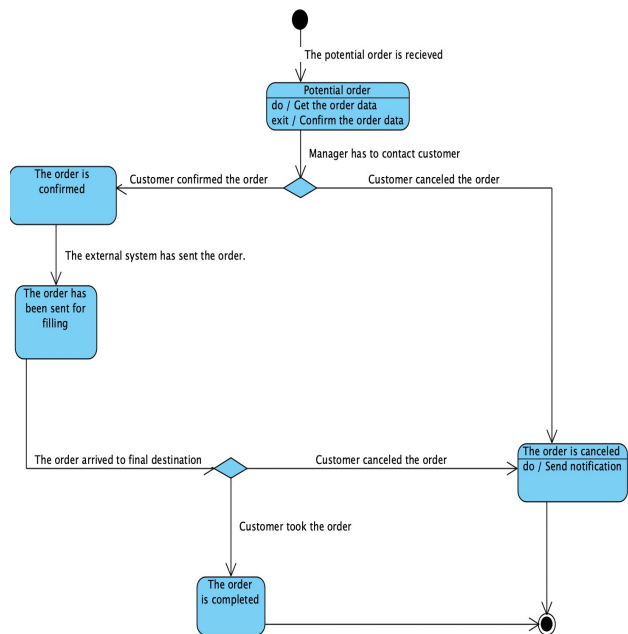 The potential order is recieved
Potential order
do / Get the order data
exit / Confirm the order data
Manager has to contact customer
The order is
confirmed
Customer confirmed the order
Customer canceled the order
The external system has sent the order.
The order has
been sent for
filling
The order arrived to final destination
Customer canceled the order
The order is canceled
do / Send notification
Customer took the order
The order
is completed